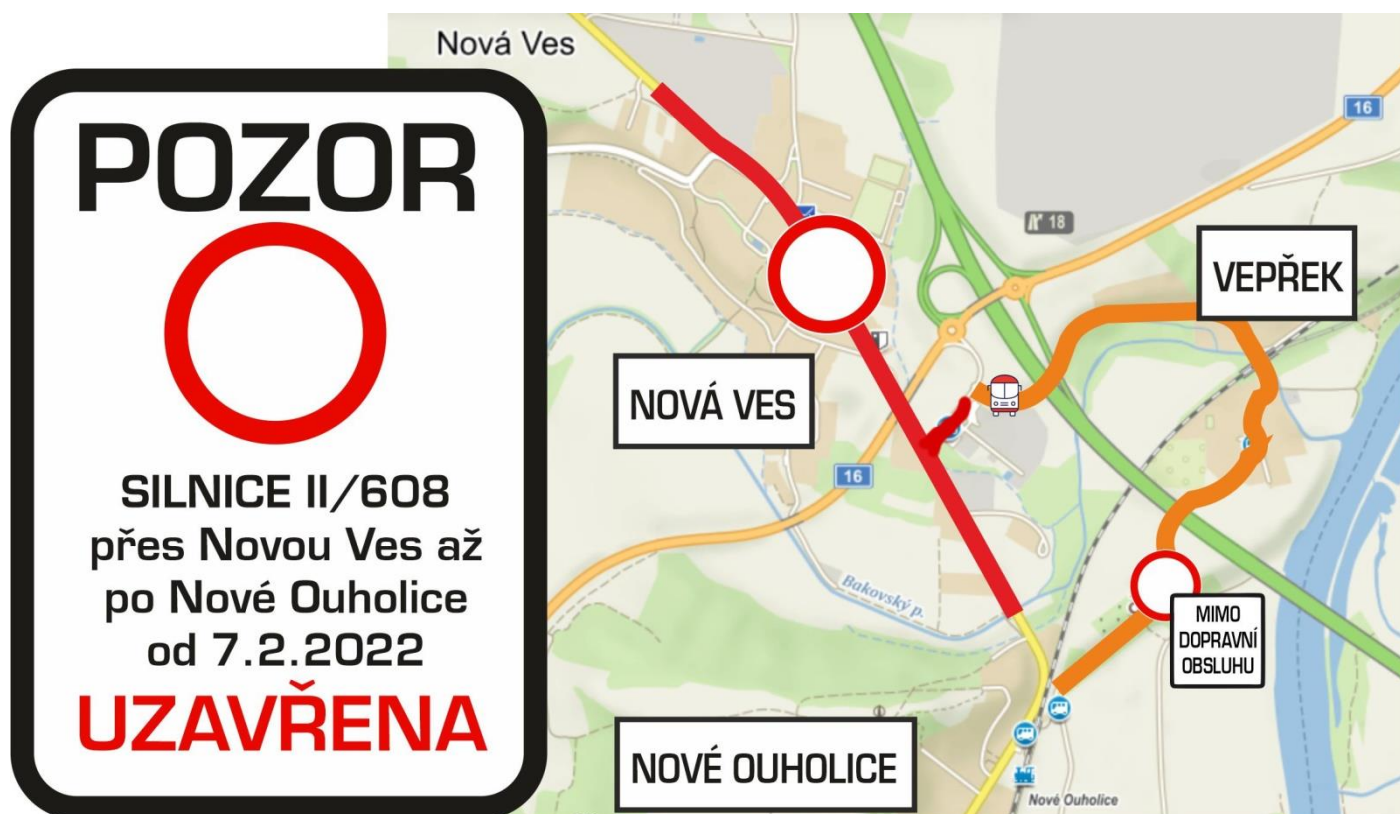 POZOR
SILNICE II/608
přes Novou Ves až
po Nové Ouholice
od 7.2.2022
UZAVŘENA
Nová Ves
16
18
VEPŘEK
NOVÁ VES
16
Bakovský p.
MIMO
DOPRAVNÍ
OBSLUHU
NOVÉ OUHOLICE
Nové Ouholice